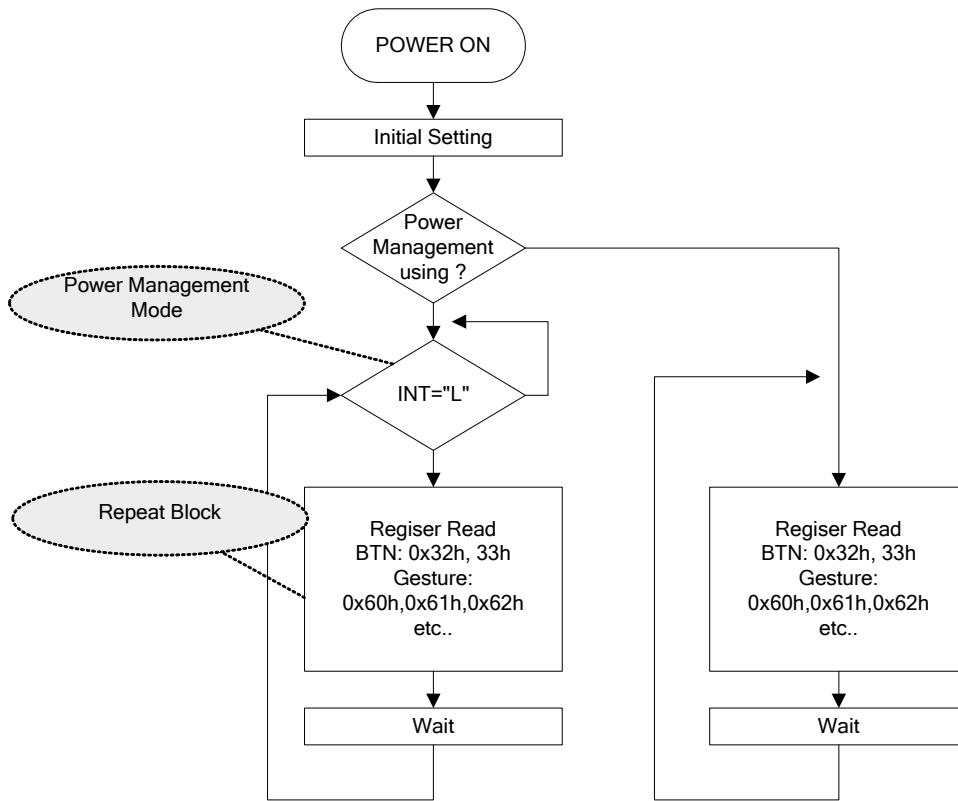 POWER ON
Initial Setting
Power
Management
using ?
Power Management
Mode
INT="L"
Repeat Block
Regiser Read
BTN: 0x32h, 33h
Gesture:
0x60h,0x61h,0x62h
etc..
Wait
Regiser Read
BTN: 0x32h, 33h
Gesture:
0x60h,0x61h,0x62h
etc..
Wait